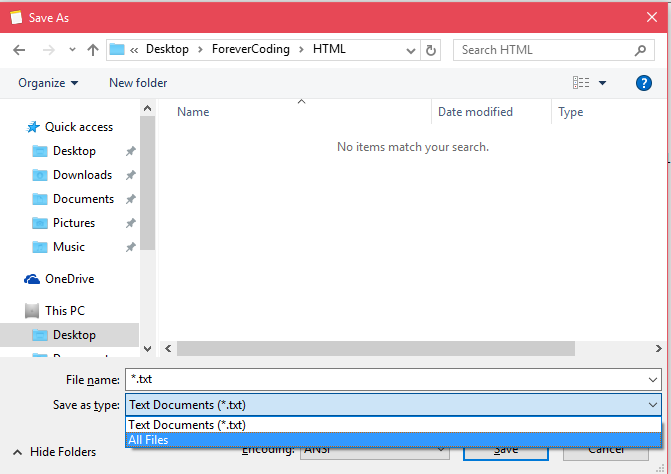 Save As
« Desktop > ForeverCoding > HTML
Search HTML
Organize
New folder
Name
Date modified
Type
Quick access
Desktop
Downloads
Documents
Pictures
Music
OneDrive
This PC
Desktop
No items match your search.
File name: *.txt
Save as type: Text Documents (*.txt)
Text Documents (*.txt)
All Files
Hide Folders
Encoding: ANSI
Save
Cancel